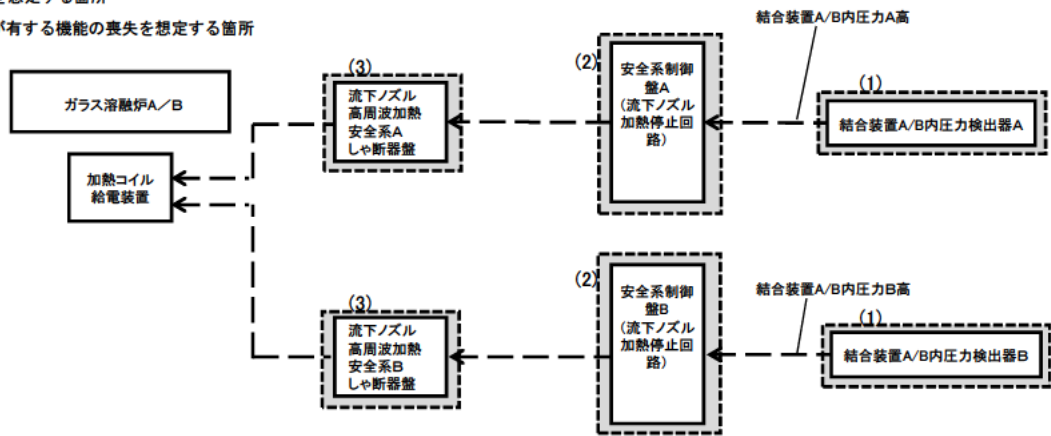 が有する機能の喪失を想定する箇所
結合装置A/B内圧力A高
(3)
(2)
(1)
ガラス溶融炉A/B
流下ノズル
高周波加熱
安全系A
しゃ断器盤
安全系制御
盤A
(流下ノズル
加熱停止回
路)
結合装置A/B内圧力検出器A
加熱コイル
給電装置
(3)
(2)
(1)
流下ノズル
高周波加熱
安全系B
しゃ断器盤
安全系制御
盤B
(流下ノズル
加熱停止回
路)
結合装置A/B内圧力B高
結合装置A/B内圧力検出器B